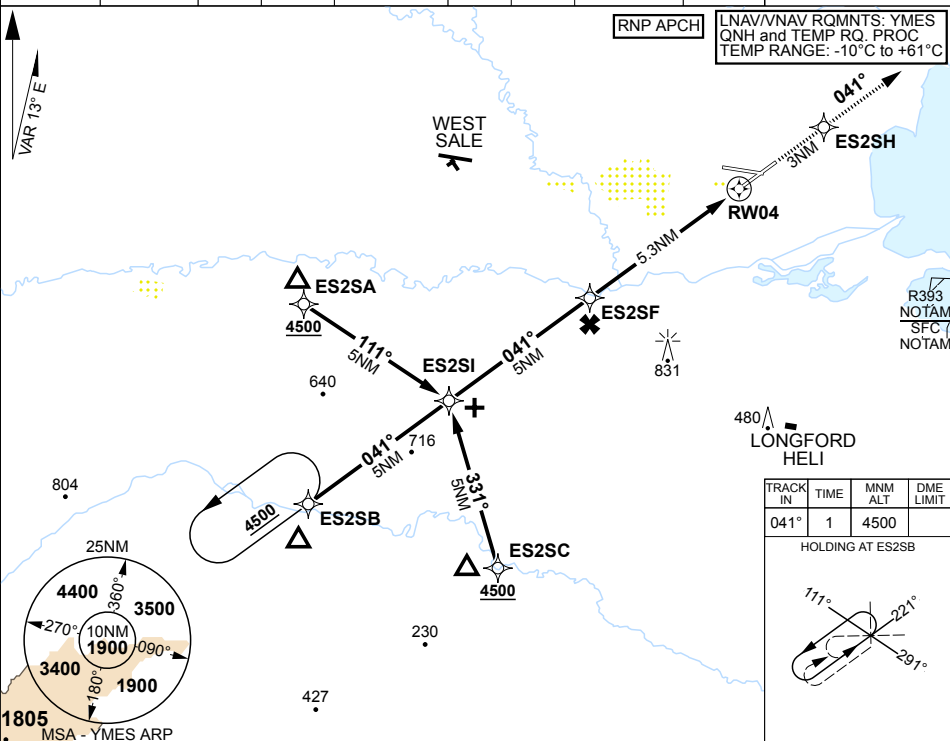 RNP APCH
LNAV/VNAV RQMNTS: YMES
QNH and TEMP RQ. PROC
TEMP RANGE: -10°C to +61°C
VAR 13° E
WEST
SALE
041°
ES2SH
3NM
RW04
5.3NM
ES2SA
4500
111°
5NM
ES2SF
041°
5NM
ES2SI
831
R393
NOTAM
SFC
NOTAM
640
716
041°
5NM
331°
5NM
480
LONGFORD
HELI
804
4500
ES2SB
ES2SC
4500
TRACK IN TIME MNM ALT DME LIMIT
041° 1 4500
HOLDING AT ES2SB
111°
221°
291°
230
427
25NM
4400
360°
3500
270°
10NM
1900
090°
3400
180°
1900
1805
MSA - YMES ARP